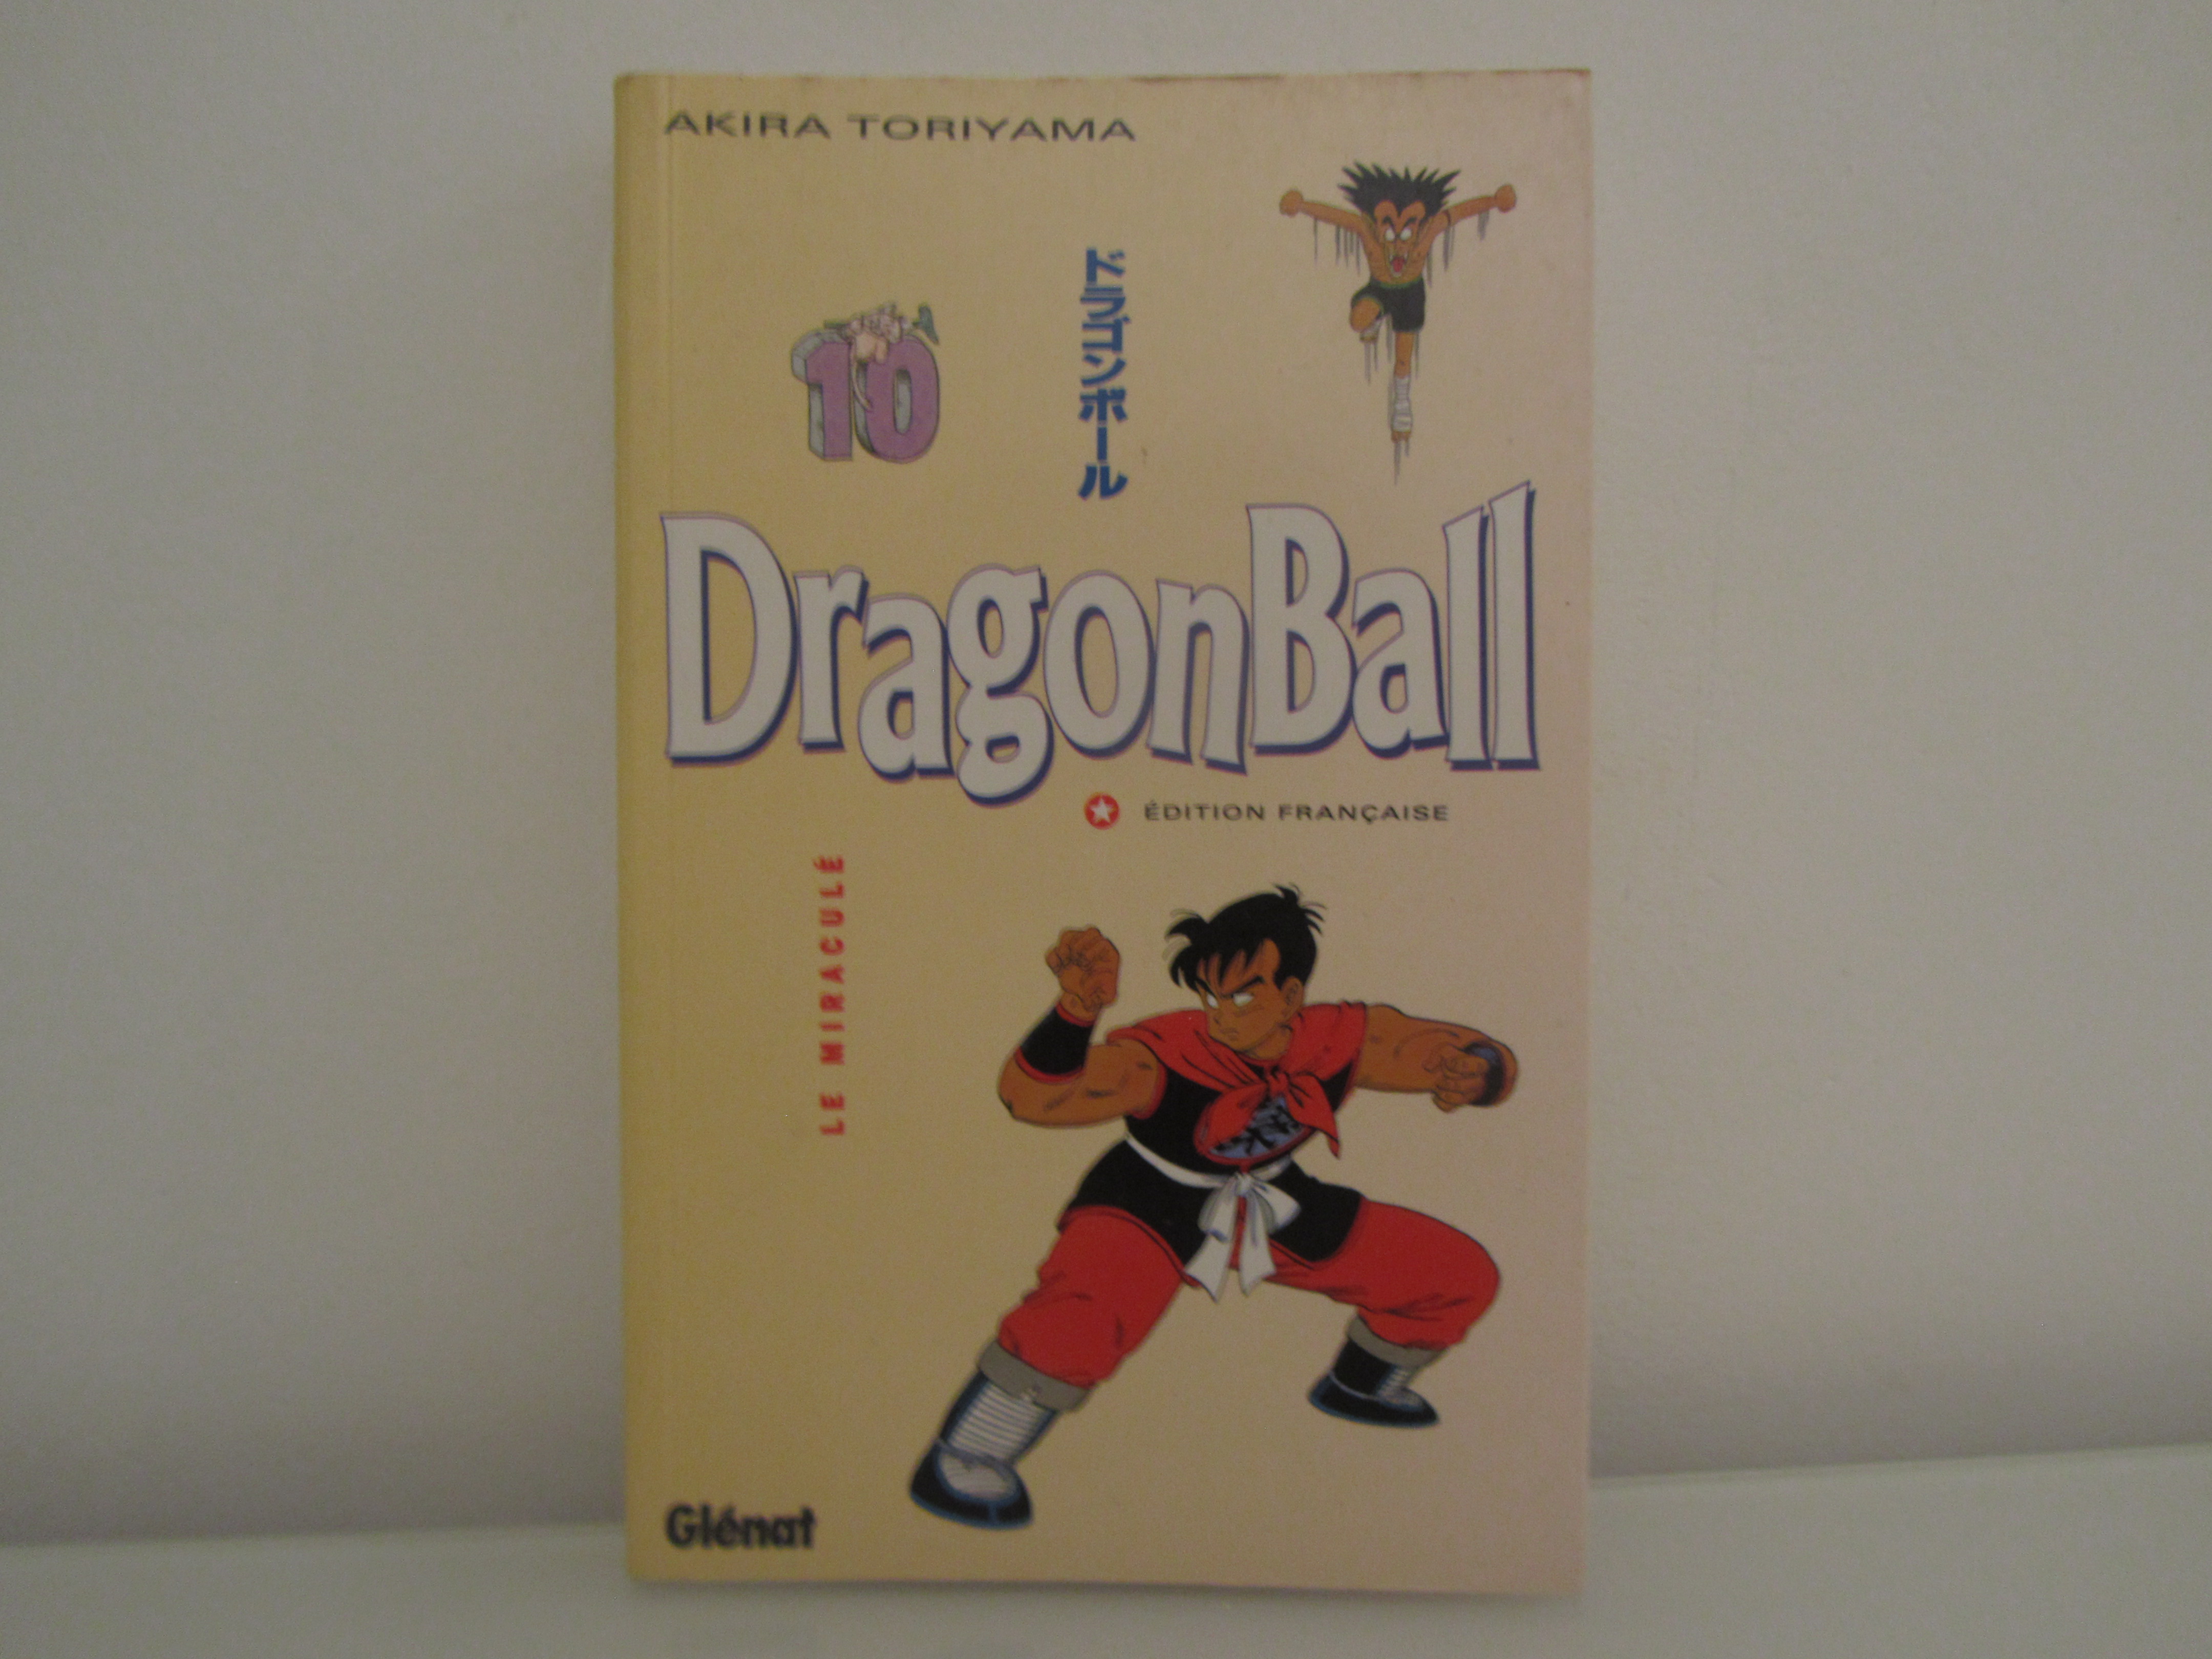 AKIRA TORIYAMA
10
ドラゴンボール
DragonBall
ÉDITION FRANÇAISE
LE MIRACULÉ
Glénat